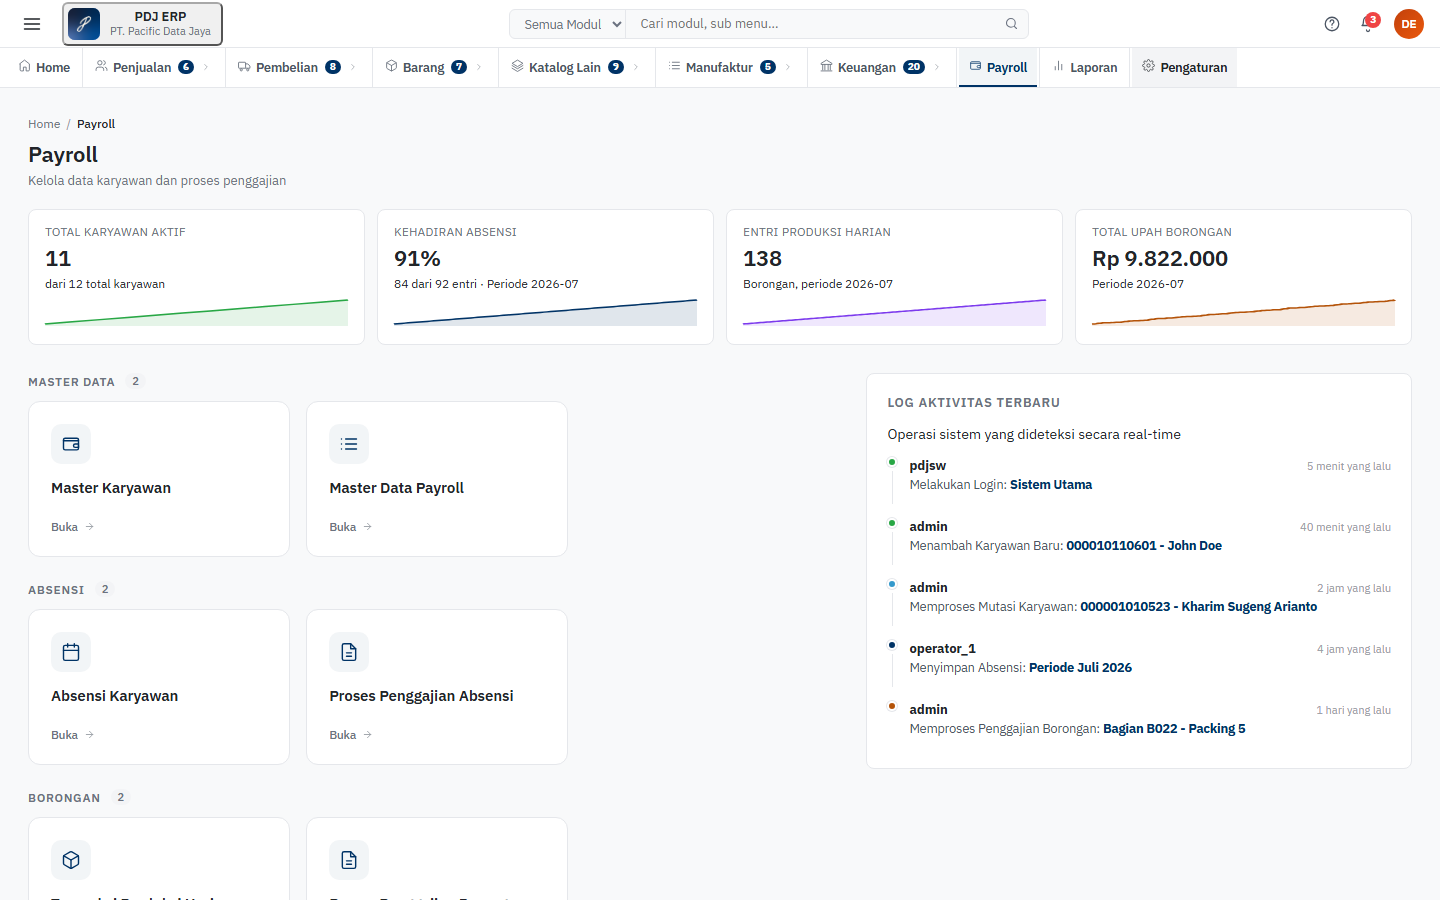 PDJ ERP
PT. Pacific Data Jaya
Semua Modul
Cari modul, sub menu...
3
DE
Home
Penjualan 6
Pembelian 8
Barang 7
Katalog Lain 9
Manufaktur 5
Keuangan 20
Payroll
Laporan
Pengaturan
Home / Payroll
Payroll
Kelola data karyawan dan proses penggajian
TOTAL KARYAWAN AKTIF
11
dari 12 total karyawan
KEHADIRAN ABSENSI
91%
84 dari 92 entri · Periode 2026-07
ENTRI PRODUKSI HARIAN
138
Borongan, periode 2026-07
TOTAL UPAH BORONGAN
Rp 9.822.000
Periode 2026-07
MASTER DATA 2
Master Karyawan
Buka →
Master Data Payroll
Buka →
ABSENSI 2
Absensi Karyawan
Buka →
Proses Penggajian Absensi
Buka →
BORONGAN 2
LOG AKTIVITAS TERBARU
Operasi sistem yang dideteksi secara real-time
pdjsw 5 menit yang lalu
Melakukan Login: Sistem Utama
admin 40 menit yang lalu
Menambah Karyawan Baru: 000010110601 - John Doe
admin 2 jam yang lalu
Memproses Mutasi Karyawan: 000001010523 - Kharim Sugeng Arianto
operator_1 4 jam yang lalu
Menyimpan Absensi: Periode Juli 2026
admin 1 hari yang lalu
Memproses Penggajian Borongan: Bagian B022 - Packing 5